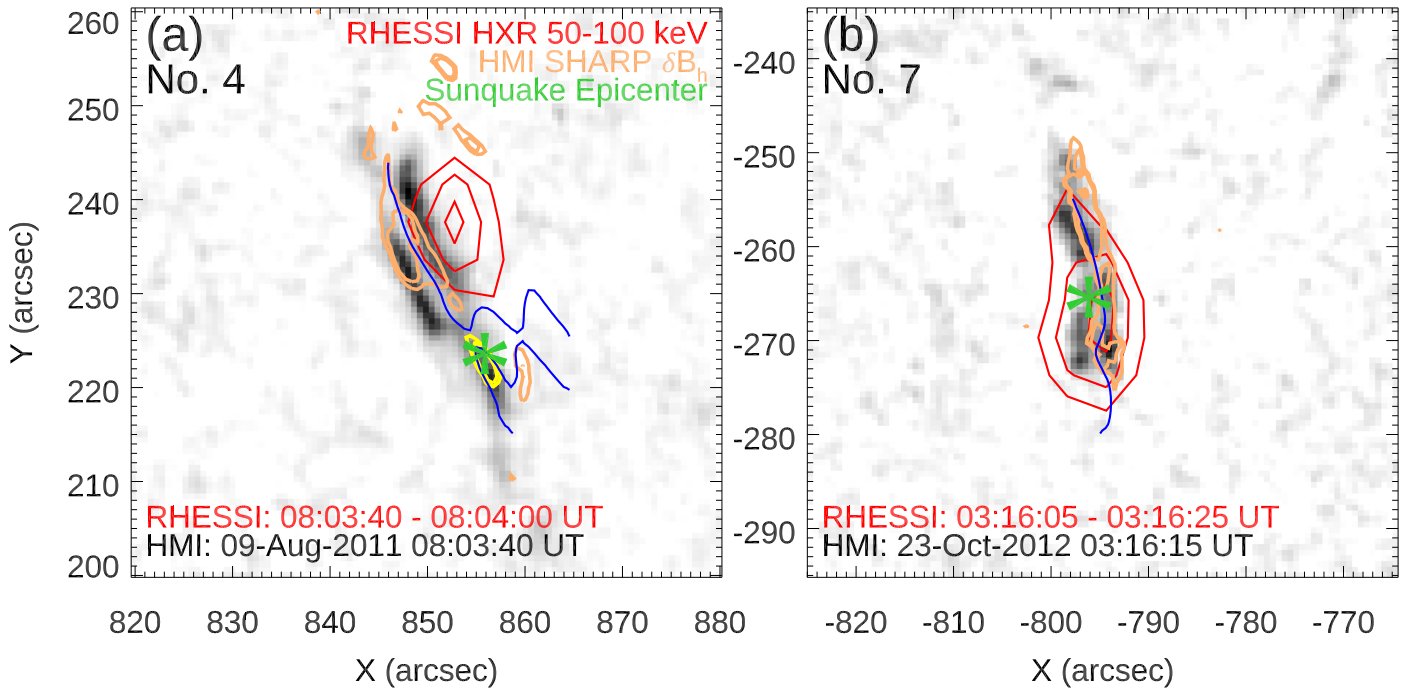 (a)
No. 4
RHESSI HXR 50-100 keV
HMI SHARP δB_h
Sunquake Epicenter
RHESSI: 08:03:40 - 08:04:00 UT
HMI: 09-Aug-2011 08:03:40 UT
260
250
240
230
220
210
200
Y (arcsec)
820 830 840 850 860 870 880
X (arcsec)
(b)
No. 7
RHESSI: 03:16:05 - 03:16:25 UT
HMI: 23-Oct-2012 03:16:15 UT
-240
-250
-260
-270
-280
-290
-820 -810 -800 -790 -780 -770
X (arcsec)